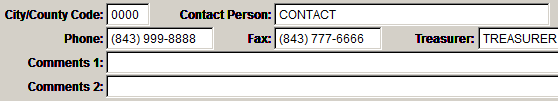 City/County Code: 0000 Contact Person: CONTACT
Phone: (843) 999-8888 Fax: (843) 777-6666 Treasurer: TREASURER
Comments 1:
Comments 2: